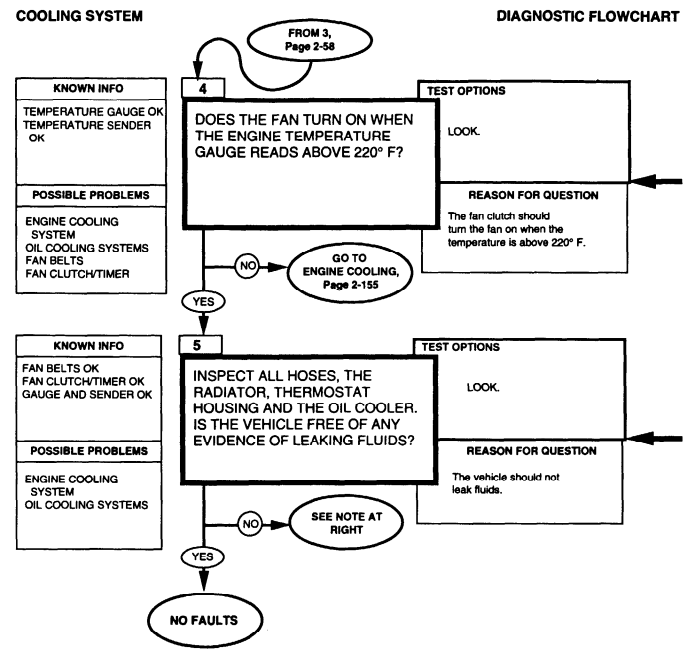 COOLING SYSTEM
DIAGNOSTIC FLOWCHART
FROM 3,
Page 2-58
KNOWN INFO
TEMPERATURE GAUGE OK
TEMPERATURE SENDER
OK
POSSIBLE PROBLEMS
ENGINE COOLING
SYSTEM
OIL COOLING SYSTEMS
FAN BELTS
FAN CLUTCH/TIMER
4
DOES THE FAN TURN ON WHEN
THE ENGINE TEMPERATURE
GAUGE READS ABOVE 220° F?
TEST OPTIONS
LOOK.
REASON FOR QUESTION
The fan clutch should
turn the fan on when the
temperature is above 220° F.
NO
GO TO
ENGINE COOLING,
Page 2-155
YES
KNOWN INFO
FAN BELTS OK
FAN CLUTCH/TIMER OK
GAUGE AND SENDER OK
POSSIBLE PROBLEMS
ENGINE COOLING
SYSTEM
OIL COOLING SYSTEMS
5
INSPECT ALL HOSES, THE
RADIATOR, THERMOSTAT
HOUSING AND THE OIL COOLER.
IS THE VEHICLE FREE OF ANY
EVIDENCE OF LEAKING FLUIDS?
TEST OPTIONS
LOOK.
REASON FOR QUESTION
The vehicle should not
leak fluids.
NO
SEE NOTE AT
RIGHT
YES
NO FAULTS